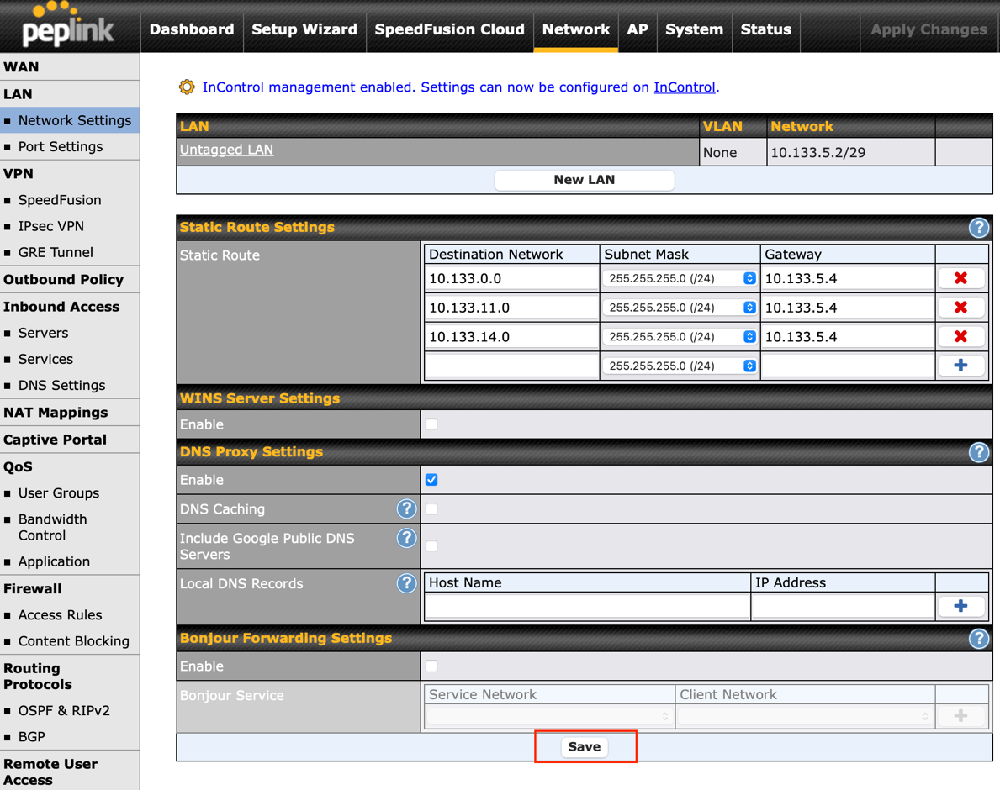 peplink
Dashboard Setup Wizard SpeedFusion Cloud Network AP System Status Apply Changes
WAN
LAN
Network Settings
Port Settings
VPN
SpeedFusion
IPsec VPN
GRE Tunnel
Outbound Policy
Inbound Access
Servers
Services
DNS Settings
NAT Mappings
Captive Portal
QoS
User Groups
Bandwidth
Control
Application
Firewall
Access Rules
Content Blocking
Routing
Protocols
OSPF & RIPv2
BGP
Remote User
Access
InControl management enabled. Settings can now be configured on InControl.
LAN VLAN Network
Untagged LAN None 10.133.5.2/29
New LAN
Static Route Settings ?
Static Route
Destination Network Subnet Mask Gateway
10.133.0.0 255.255.255.0 (/24) 10.133.5.4
10.133.11.0 255.255.255.0 (/24) 10.133.5.4
10.133.14.0 255.255.255.0 (/24) 10.133.5.4
255.255.255.0 (/24)
WINS Server Settings
Enable
DNS Proxy Settings ?
Enable
DNS Caching ?
Include Google Public DNS ?
Servers
Local DNS Records ? Host Name IP Address
Bonjour Forwarding Settings ?
Enable
Bonjour Service Service Network Client Network
Save